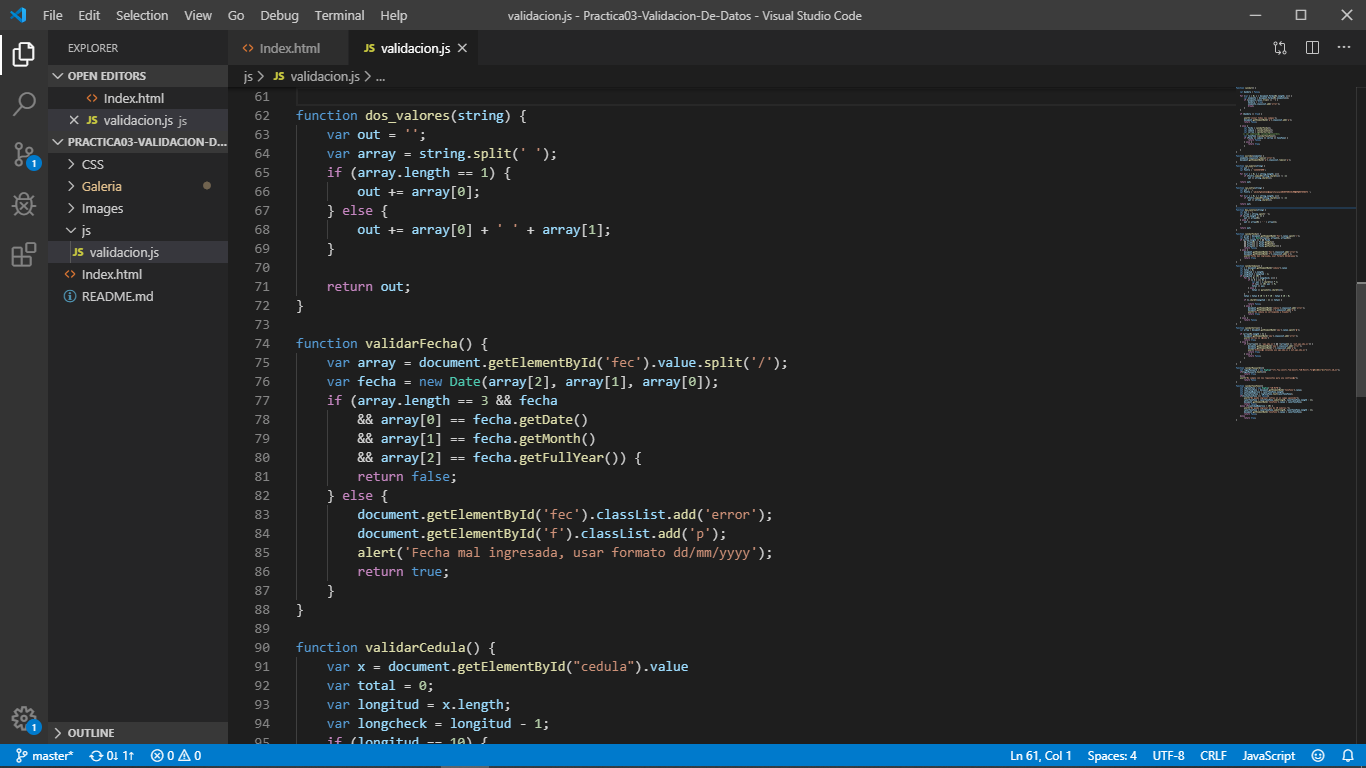 File Edit Selection View Go Debug Terminal Help validacion.js - Practica03-Validacion-De-Datos - Visual Studio Code
EXPLORER
OPEN EDITORS
Index.html
validacion.js js
PRACTICA03-VALIDACION-D...
CSS
Galeria
Images
js
JS validacion.js
Index.html
README.md
OUTLINE
Index.html JS validacion.js
js > JS validacion.js > ...
61
62 function dos_valores(string) {
63 var out = '';
64 var array = string.split(' ');
65 if (array.length == 1) {
66 out += array[0];
67 } else {
68 out += array[0] + ' ' + array[1];
69 }
70
71 return out;
72 }
73
74 function validarFecha() {
75 var array = document.getElementById('fec').value.split('/');
76 var fecha = new Date(array[2], array[1], array[0]);
77 if (array.length == 3 && fecha
78 && array[0] == fecha.getDate()
79 && array[1] == fecha.getMonth()
80 && array[2] == fecha.getFullYear()) {
81 return false;
82 } else {
83 document.getElementById('fec').classList.add('error');
84 document.getElementById('f').classList.add('p');
85 alert('Fecha mal ingresada, usar formato dd/mm/yyyy');
86 return true;
87 }
88 }
89
90 function validarCedula() {
91 var x = document.getElementById("cedula").value
92 var total = 0;
93 var longitud = x.length;
94 var longcheck = longitud - 1;
95 if (longitud == 10) {
1
1
master* 0↓ 1↑ 0 0 Ln 61, Col 1 Spaces: 4 UTF-8 CRLF JavaScript